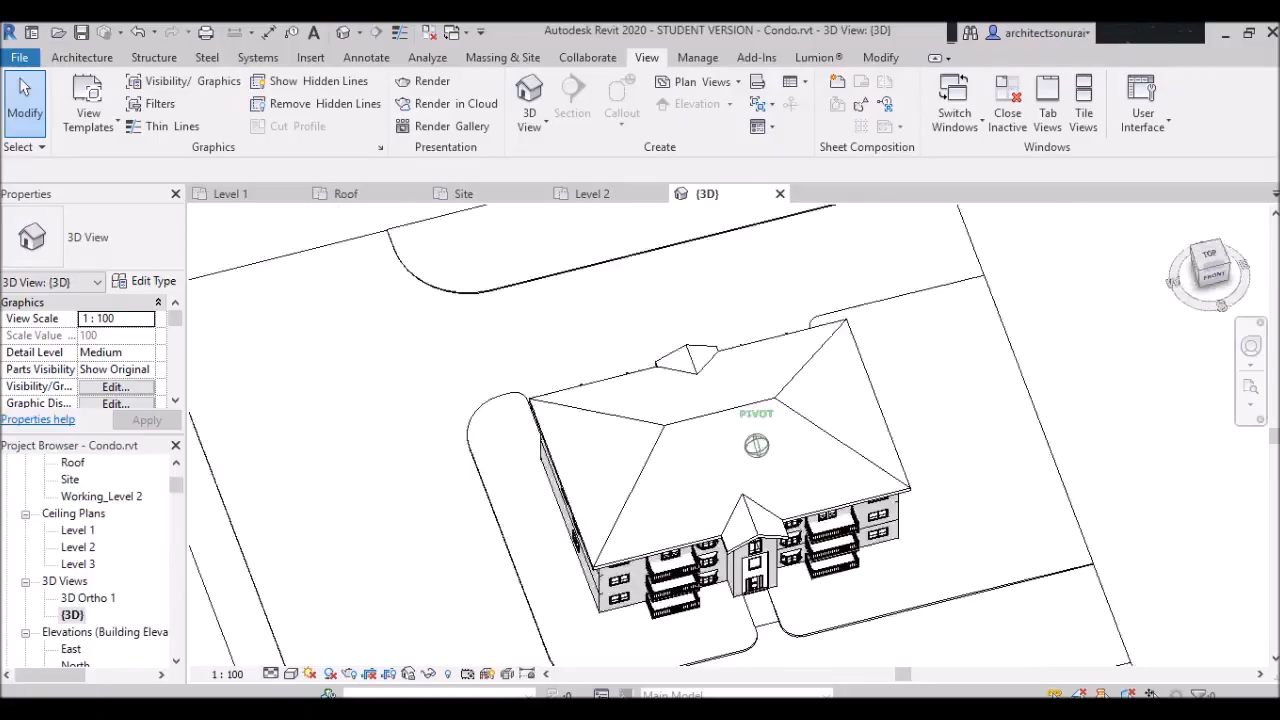 Autodesk Revit 2020 - STUDENT VERSION - Condo.rvt - 3D View: {3D}
architectsonurai
File Architecture Structure Steel Systems Insert Annotate Analyze Massing & Site Collaborate View Manage Add-Ins Lumion® Modify
Modify
View Templates
Visibility/ Graphics
Filters
Thin Lines
Show Hidden Lines
Remove Hidden Lines
Cut Profile
Render
Render in Cloud
Render Gallery
3D View
Section
Callout
Plan Views
Elevation
Switch Windows
Close Inactive
Tab Views
Tile Views
User Interface
Select Graphics Presentation Create Sheet Composition Windows
Properties
Level 1 Roof Site Level 2 {3D}
3D View
3D View: {3D} Edit Type
Graphics
View Scale 1 : 100
Scale Value 100
Detail Level Medium
Parts Visibility Show Original
Visibility/Gr... Edit...
Graphic Dis... Edit...
Properties help Apply
Project Browser - Condo.rvt
Roof
Site
Working_Level 2
Ceiling Plans
Level 1
Level 2
Level 3
3D Views
3D Ortho 1
{3D}
Elevations (Building Eleva
East
North
TOP
FRONT
PIVOT
1 : 100
Main Model